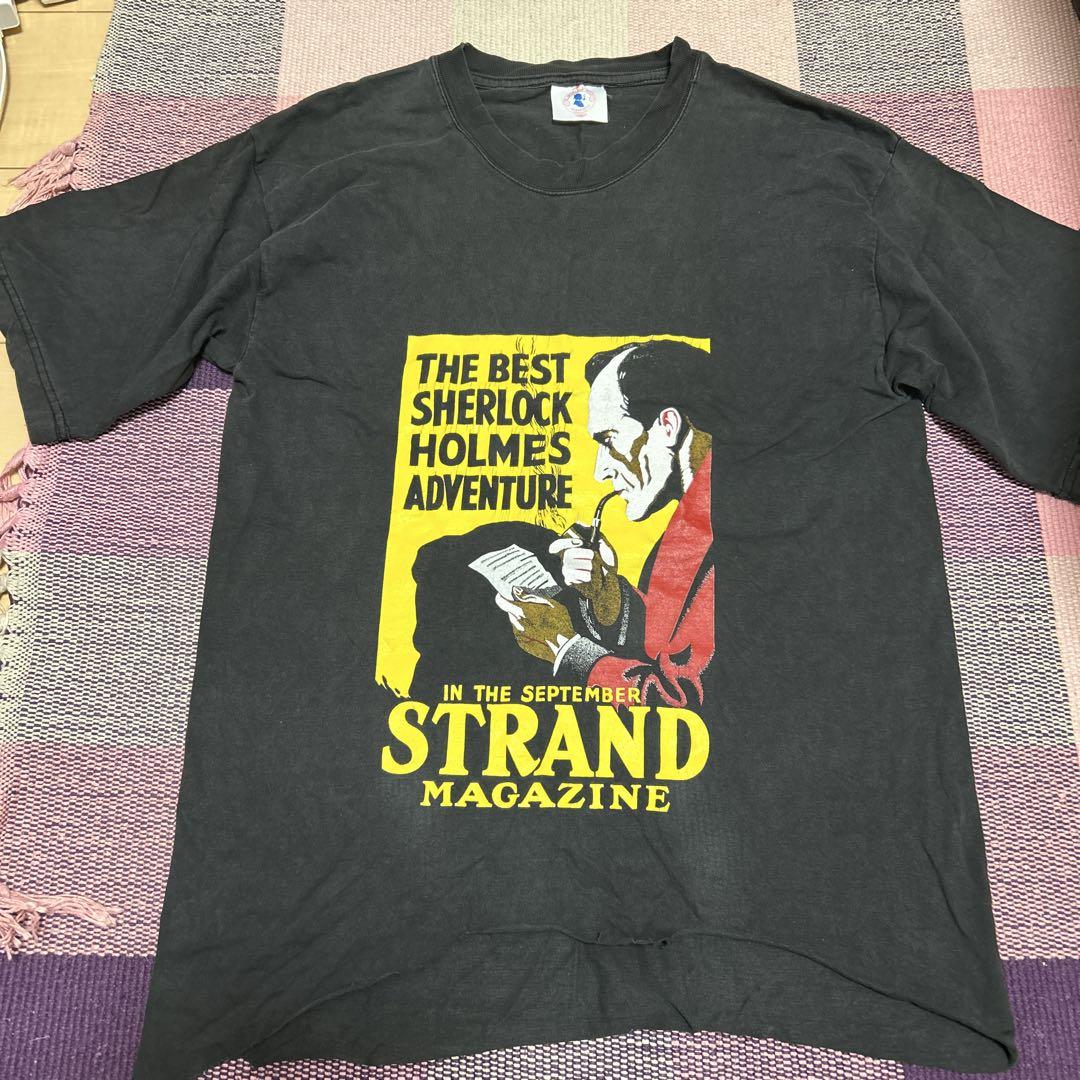 THE BEST
SHERLOCK
HOLMES
ADVENTURE
IN THE SEPTEMBER
STRAND
MAGAZINE